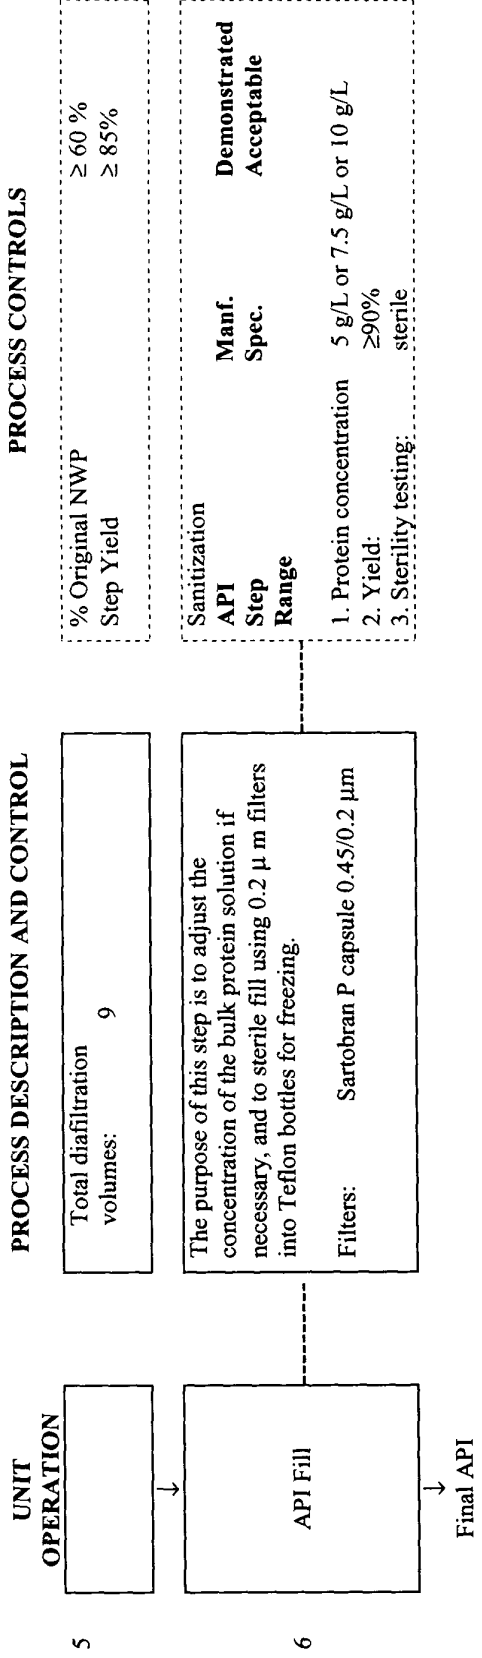 UNIT
OPERATION
PROCESS DESCRIPTION AND CONTROL
PROCESS CONTROLS
5
Total diafiltration
volumes: 9
% Original NWP ≥ 60 %
Step Yield ≥ 85%
6
API Fill
The purpose of this step is to adjust the
concentration of the bulk protein solution if
necessary, and to sterile fill using 0.2 µ m filters
into Teflon bottles for freezing.
Filters: Sartobran P capsule 0.45/0.2 µm
Sanitization
API Manf. Demonstrated
Step Spec. Acceptable
Range
1. Protein concentration 5 g/L or 7.5 g/L or 10 g/L
2. Yield: ≥90%
3. Sterility testing: sterile
Final API